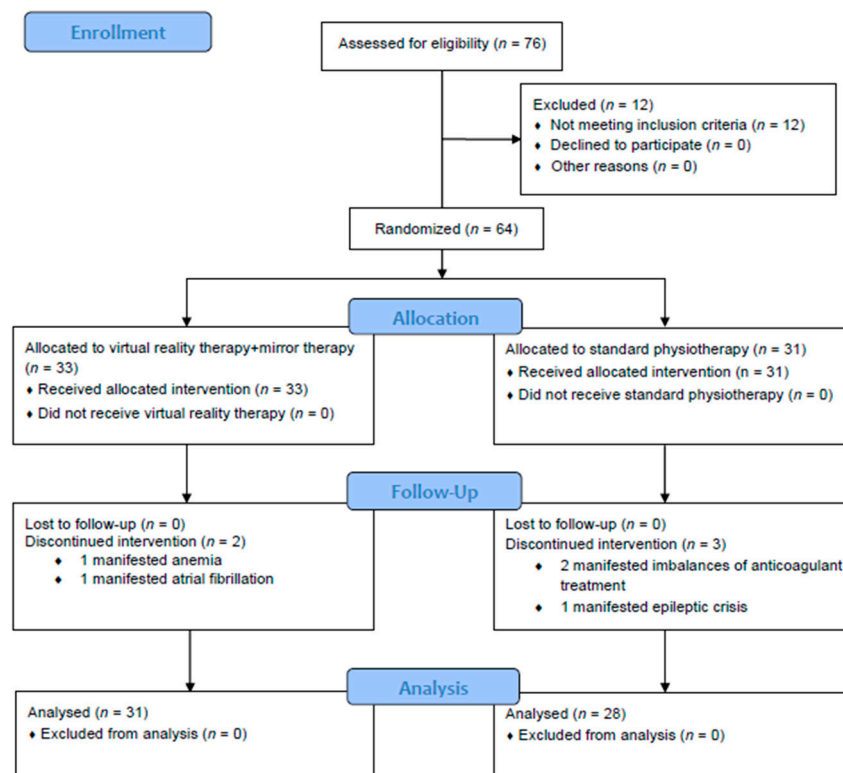 Enrollment
Assessed for eligibility (n = 76)
Excluded (n = 12)
♦ Not meeting inclusion criteria (n = 12)
♦ Declined to participate (n = 0)
♦ Other reasons (n = 0)
Randomized (n = 64)
Allocation
Allocated to virtual reality therapy+mirror therapy
(n = 33)
♦ Received allocated intervention (n = 33)
♦ Did not receive virtual reality therapy (n = 0)
Allocated to standard physiotherapy (n = 31)
♦ Received allocated intervention (n = 31)
♦ Did not receive standard physiotherapy (n = 0)
Follow-Up
Lost to follow-up (n = 0)
Discontinued intervention (n = 2)
♦ 1 manifested anemia
♦ 1 manifested atrial fibrillation
Lost to follow-up (n = 0)
Discontinued intervention (n = 3)
♦ 2 manifested imbalances of anticoagulant
treatment
♦ 1 manifested epileptic crisis
Analysis
Analysed (n = 31)
♦ Excluded from analysis (n = 0)
Analysed (n = 28)
♦ Excluded from analysis (n = 0)